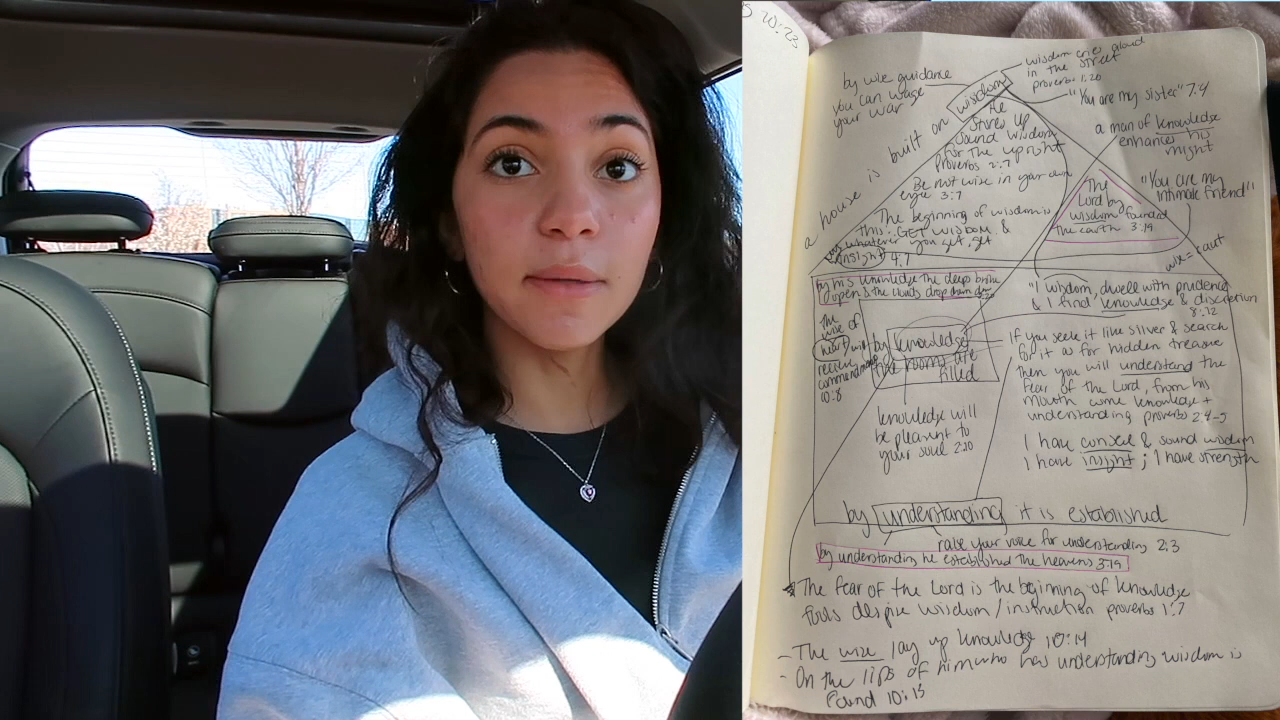 10:23
wisdom cries aloud
in the street
proverbs 1:20
by wise guidance
you can wage
your war
wisdom
"You are my sister" 7:4
a house is built on
He
stores up
sound wisdom
for the upright
Proverbs 2:7
a man of knowledge
enhances his
might
Be not wise in your own
eyes 3:7
The
Lord by
wisdom founded
the earth 3:19
"You are my
intimate friend"
The beginning of wisdom is
this: Get wisdom &
whatever you get, get
insight 4:7
wise =
by his knowledge the deep broke
open & the clouds drop down dew
"I wisdom, dwell with prudence
& I find knowledge & discretion
8:12
The
wise of
heart will
receive
commandments
10:8
by knowledge
the rooms are
filled
If you seek it like silver & search
for it as for hidden treasure
then you will understand the
fear of the Lord, from his
mouth come knowledge +
understanding proverbs 2:4-5
knowledge will
be pleasant to
your soul 2:10
I have counsel & sound wisdom
I have insight; I have strength
by understanding it is established
raise your voice for understanding 2:3
by understanding he established the heavens 3:19
The fear of the Lord is the beginning of knowledge
fools despise wisdom/instruction proverbs 1:7
- The wise lay up knowledge 10:14
- On the lips of him who has understanding wisdom is
found 10:13